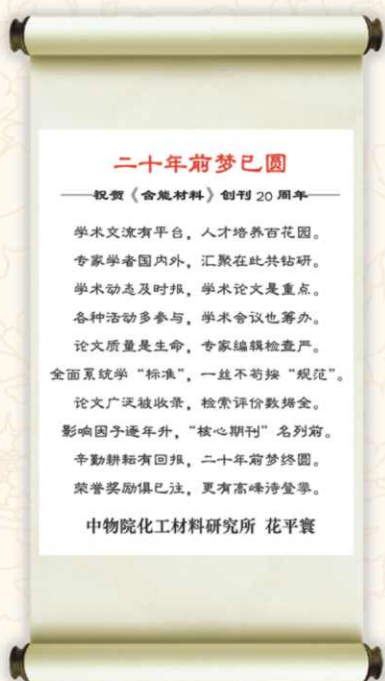 二十年前梦已圆
——祝贺《含能材料》创刊 20 周年——
学术交流有平台，人才培养百花园。
专家学者国内外，汇聚在此共钻研。
学术动态及时报，学术论文是重点。
各种活动多参与，学术会议也筹办。
论文质量是生命，专家编辑检查严。
全面系统学“标准”，一丝不苟按“规范”。
论文广泛被收录，检索评价数据全。
影响因子逐年升，“核心期刊”名列前。
辛勤耕耘有回报，二十年前梦终圆。
荣誉奖励俱已往，更有高峰待登攀。
中物院化工材料研究所 花平寰